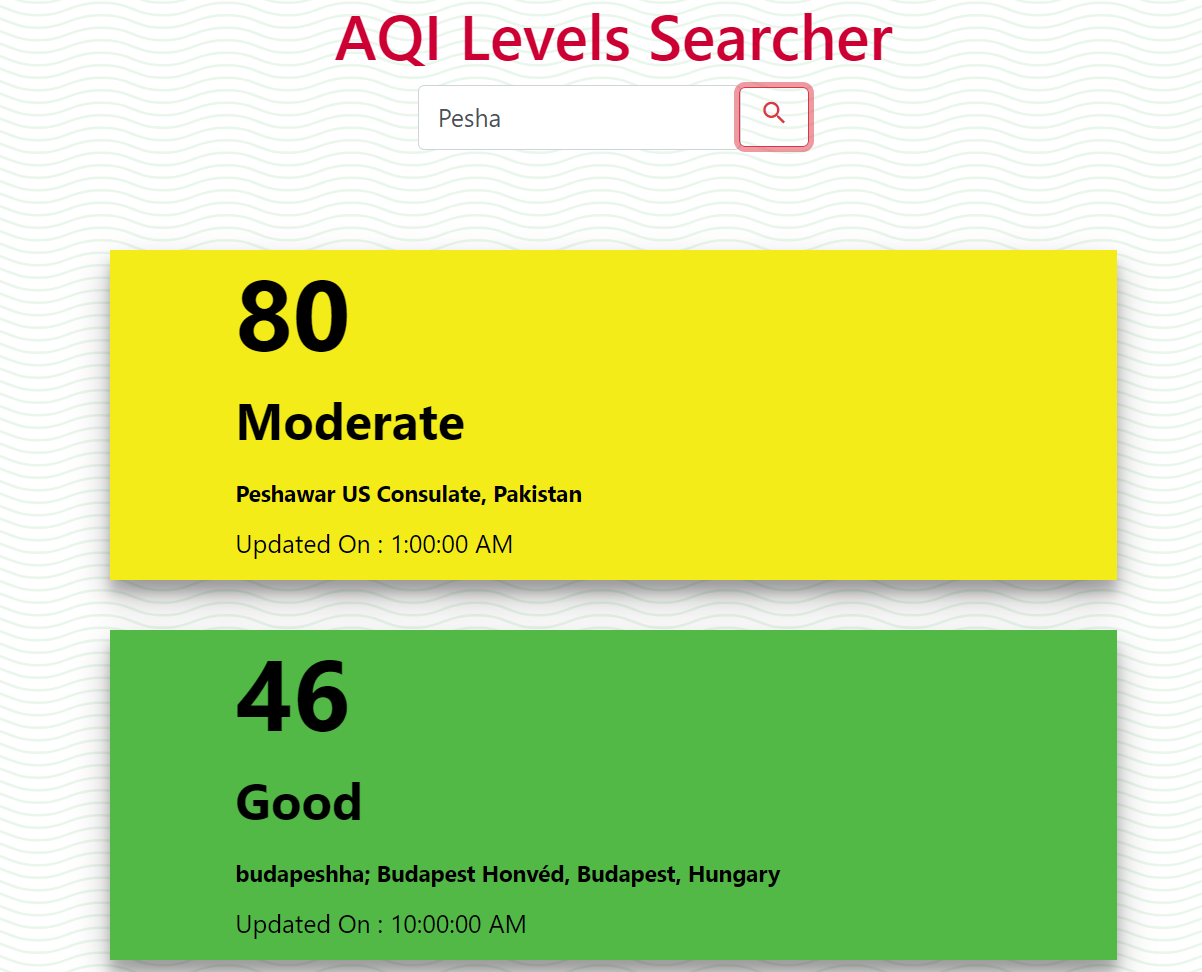 AQI Levels Searcher
Pesha
80
Moderate
Peshawar US Consulate, Pakistan
Updated On : 1:00:00 AM
46
Good
budapeshha; Budapest Honvéd, Budapest, Hungary
Updated On : 10:00:00 AM